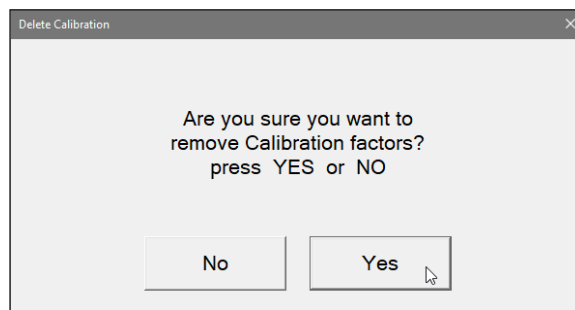 Delete Calibration
Are you sure you want to
remove Calibration factors?
press YES or NO
No
Yes